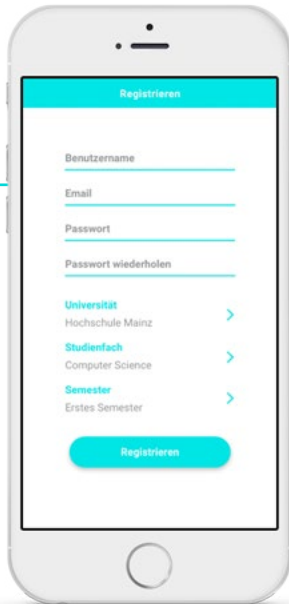 Registrieren
Benutzername
Email
Passwort
Passwort wiederholen
Universität
Hochschule Mainz
Studienfach
Computer Science
Semester
Erstes Semester
Registrieren